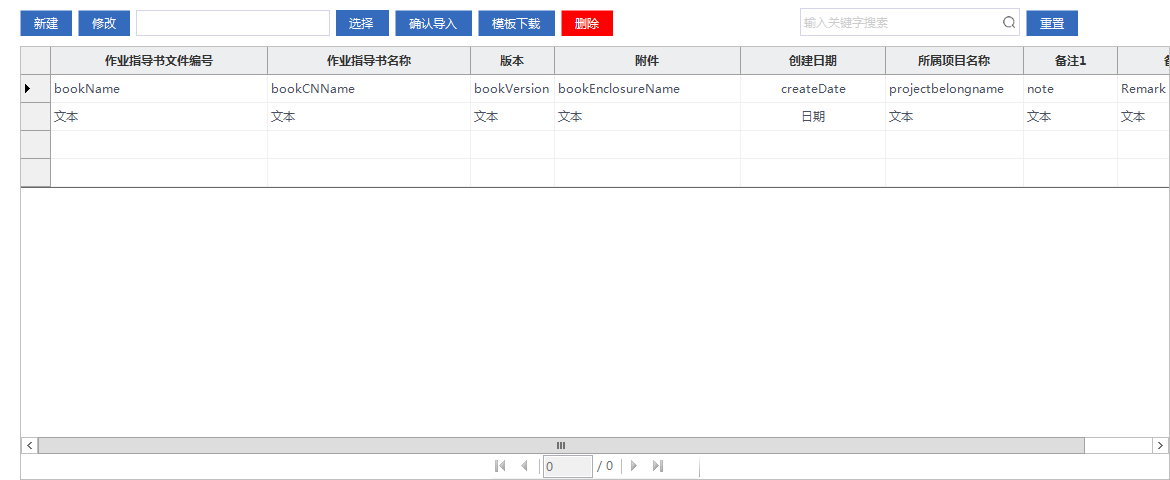 新建 修改 选择 确认导入 模板下载 删除 输入关键字搜索 重置
作业指导书文件编号 作业指导书名称 版本 附件 创建日期 所属项目名称 备注1
bookName bookCNName bookVersion bookEnclosureName createDate projectbelongname note Remark
文本 文本 文本 文本 日期 文本 文本 文本
0 / 0